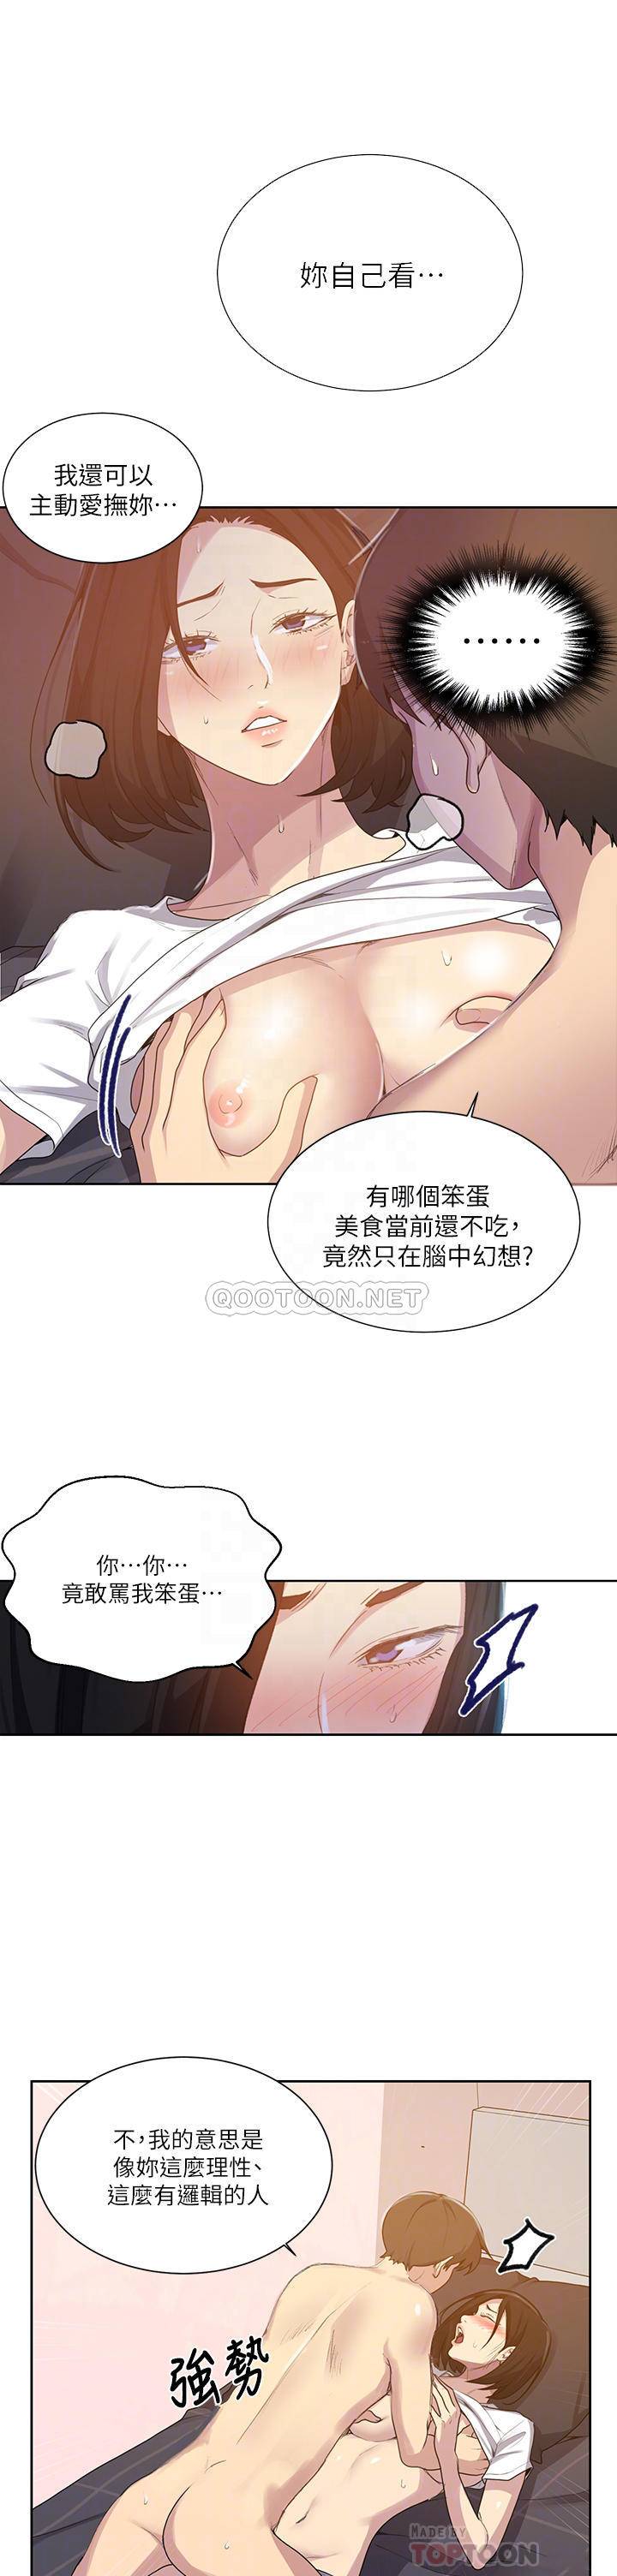 妳自己看⋯
我還可以
主動愛撫妳⋯
⋯⋯
有哪個笨蛋
美食當前還不吃，
竟然只在腦中幻想？
QOOTOON.NET
你⋯你⋯
竟敢罵我笨蛋⋯
不，我的意思是
像妳這麼理性、
這麼有邏輯的人
強勢
MADE BY
TOPTOON